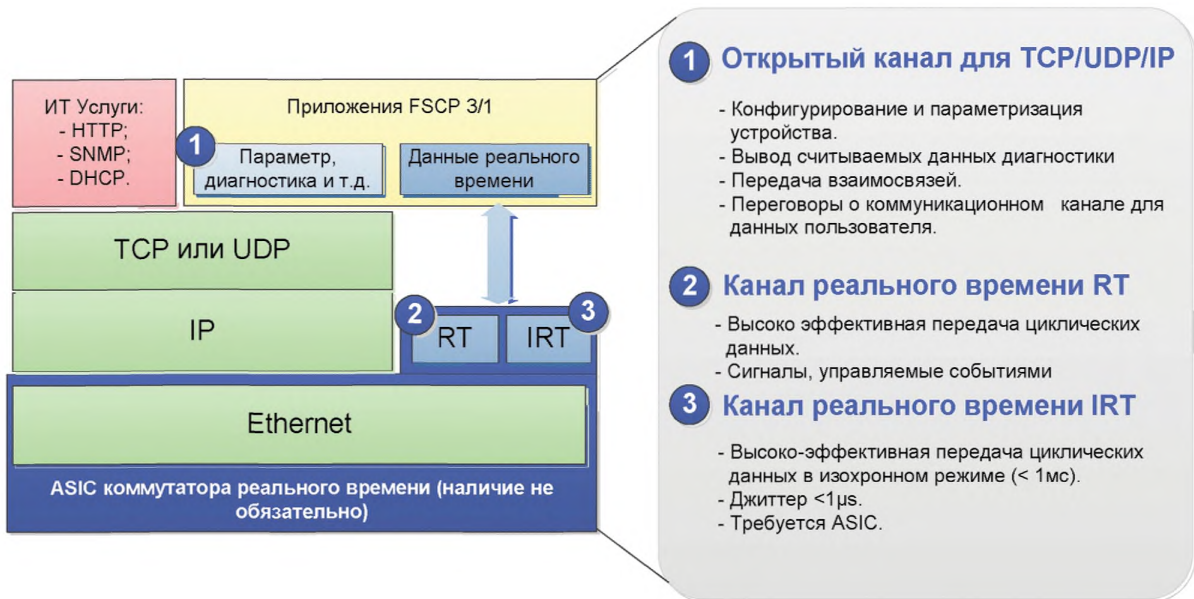 ИТ Услуги:
- HTTP;
- SNMP;
- DHCP.
Приложения FSCP 3/1
1
Параметр,
диагностика и т.д.
Данные реального
времени
TCP или UDP
IP
2
RT
3
IRT
Ethernet
ASIC коммутатора реального времени (наличие не
обязательно)
1 Открытый канал для TCP/UDP/IP
- Конфигурирование и параметризация
устройства.
- Вывод считываемых данных диагностики
- Передача взаимосвязей.
- Переговоры о коммуникационном канале для
данных пользователя.
2 Канал реального времени RT
- Высоко эффективная передача циклических
данных.
- Сигналы, управляемые событиями
3 Канал реального времени IRT
- Высоко-эффективная передача циклических
данных в изохронном режиме (< 1мс).
- Джиттер <1µs.
- Требуется ASIC.